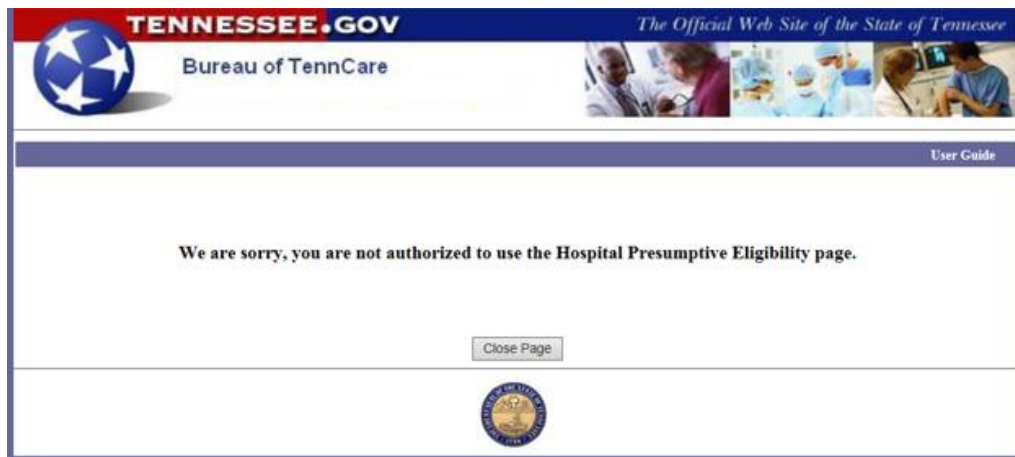 TENNESSEE.GOV
The Official Web Site of the State of Tennessee
Bureau of TennCare
User Guide
We are sorry, you are not authorized to use the Hospital Presumptive Eligibility page.
Close Page